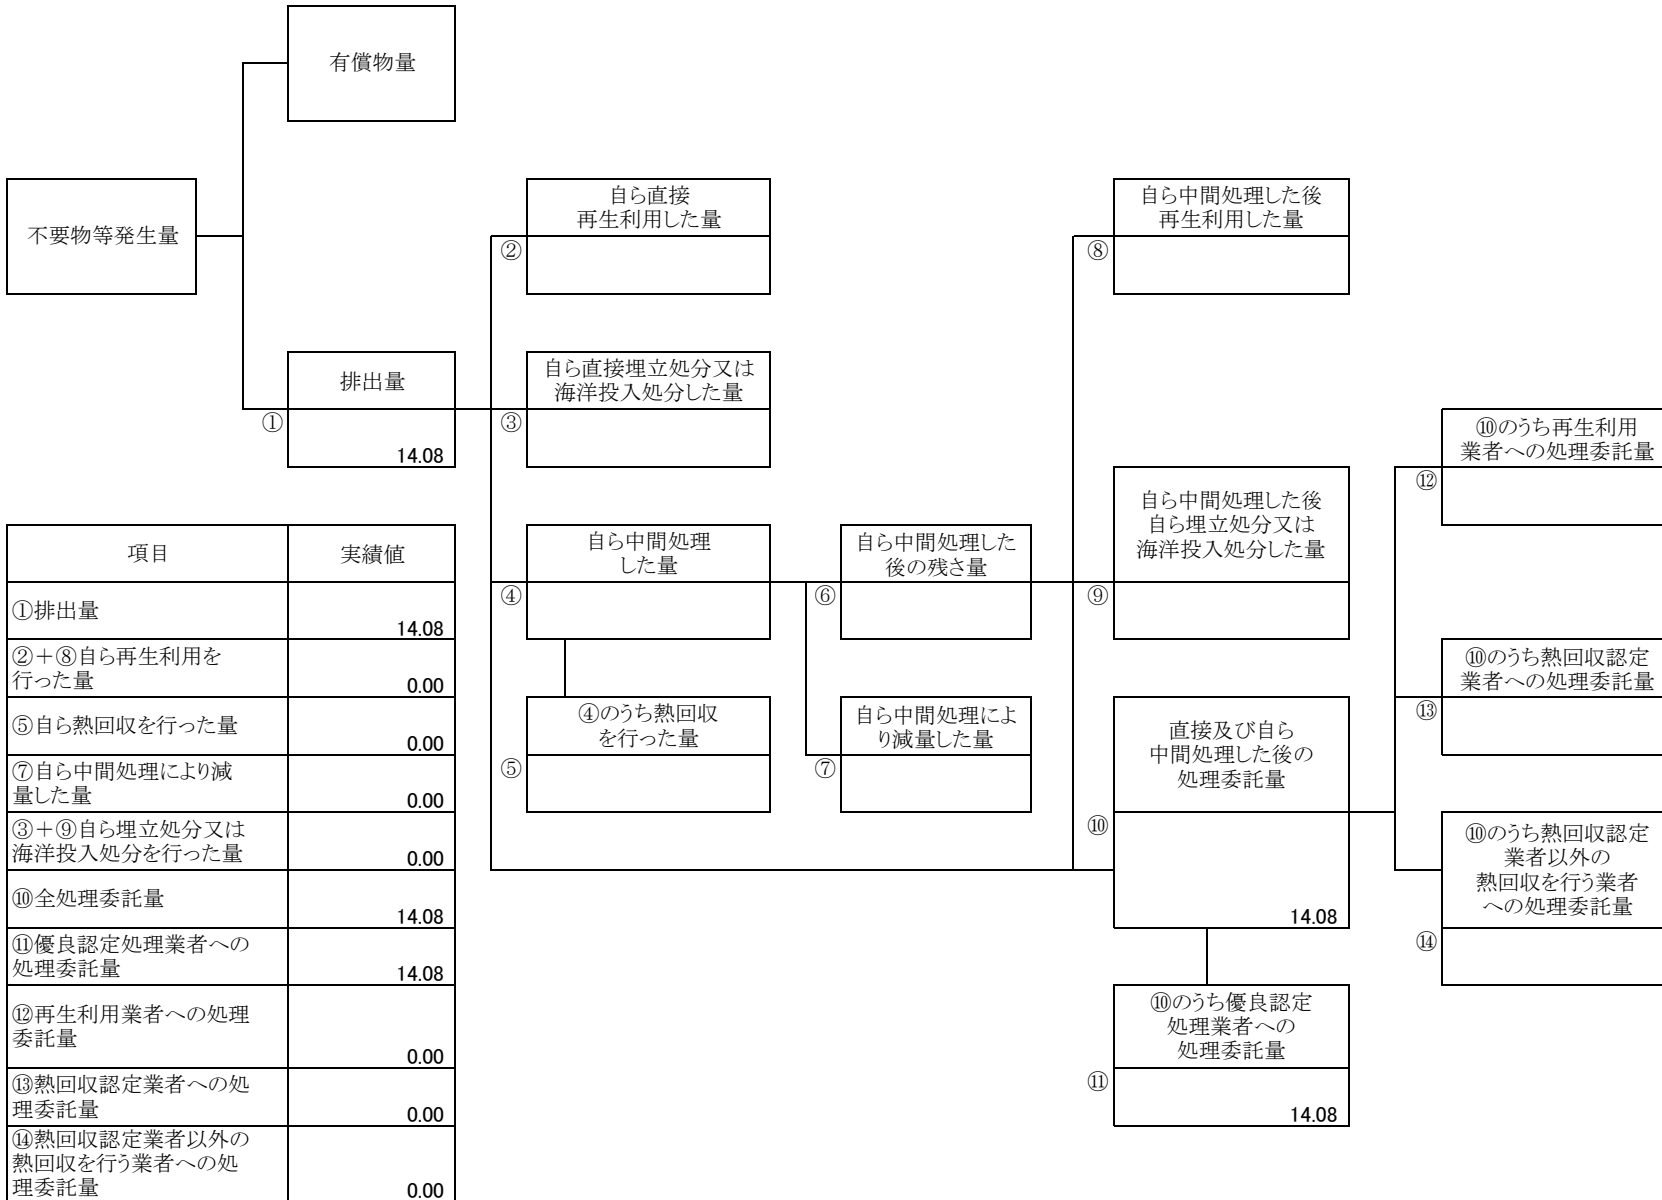 有償物量
不要物等発生量
自ら直接
再生利用した量
②
自ら中間処理した後
再生利用した量
⑧
排出量
①
14.08
自ら直接埋立処分又は
海洋投入処分した量
③
⑩のうち再生利用
業者への処理委託量
⑫
自ら中間処理
した量
④
自ら中間処理した
後の残さ量
⑥
自ら中間処理した後
自ら埋立処分又は
海洋投入処分した量
⑨
⑩のうち熱回収認定
業者への処理委託量
⑬
④のうち熱回収
を行った量
⑤
自ら中間処理によ
り減量した量
⑦
直接及び自ら
中間処理した後の
処理委託量
⑩
14.08
⑩のうち熱回収認定
業者以外の
熱回収を行う業者
への処理委託量
⑭
⑩のうち優良認定
処理業者への
処理委託量
⑪
14.08
項目 実績値
①排出量
14.08
②+⑧自ら再生利用を
行った量
0.00
⑤自ら熱回収を行った量
0.00
⑦自ら中間処理により減
量した量
0.00
③+⑨自ら埋立処分又は
海洋投入処分を行った量
0.00
⑩全処理委託量
14.08
⑪優良認定処理業者への
処理委託量
14.08
⑫再生利用業者への処理
委託量
0.00
⑬熱回収認定業者への処
理委託量
0.00
⑭熱回収認定業者以外の
熱回収を行う業者への処
理委託量
0.00